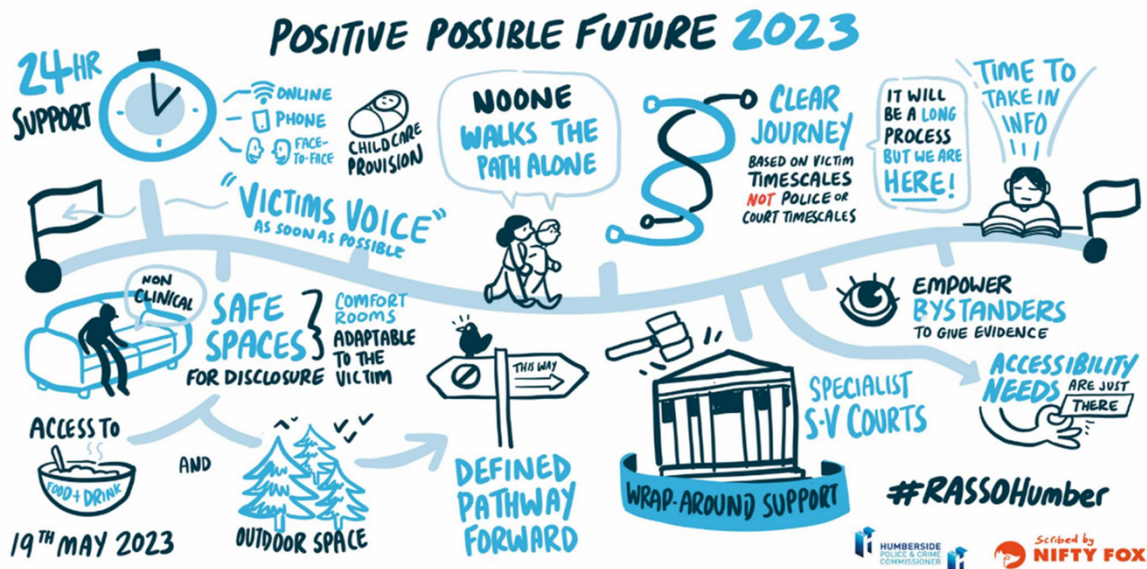 POSITIVE POSSIBLE FUTURE 2023
24HR
SUPPORT
ONLINE
PHONE
FACE-
TO-FACE
CHILDCARE
PROVISION
NOONE
WALKS THE
PATH ALONE
CLEAR
JOURNEY
BASED ON VICTIM
TIMESCALES
NOT POLICE OR
COURT TIMESCALES
IT WILL
BE A LONG
PROCESS
BUT WE ARE
HERE!
TIME TO
TAKE IN
INFO
"VICTIMS VOICE"
AS SOON AS POSSIBLE
NON
CLINICAL
SAFE
SPACES
FOR DISCLOSURE
COMFORT
ROOMS
ADAPTABLE
TO THE
VICTIM
ACCESS TO
FOOD + DRINK
AND
OUTDOOR SPACE
THIS WAY
DEFINED
PATHWAY
FORWARD
SPECIALIST
S-V COURTS
WRAP-AROUND SUPPORT
EMPOWER
BYSTANDERS
TO GIVE EVIDENCE
ACCESSIBILITY
NEEDS ARE JUST
THERE
#RASSOHumber
19TH MAY 2023
HUMBERSIDE
POLICE & CRIME
COMMISSIONER
Scribed by
NIFTY FOX